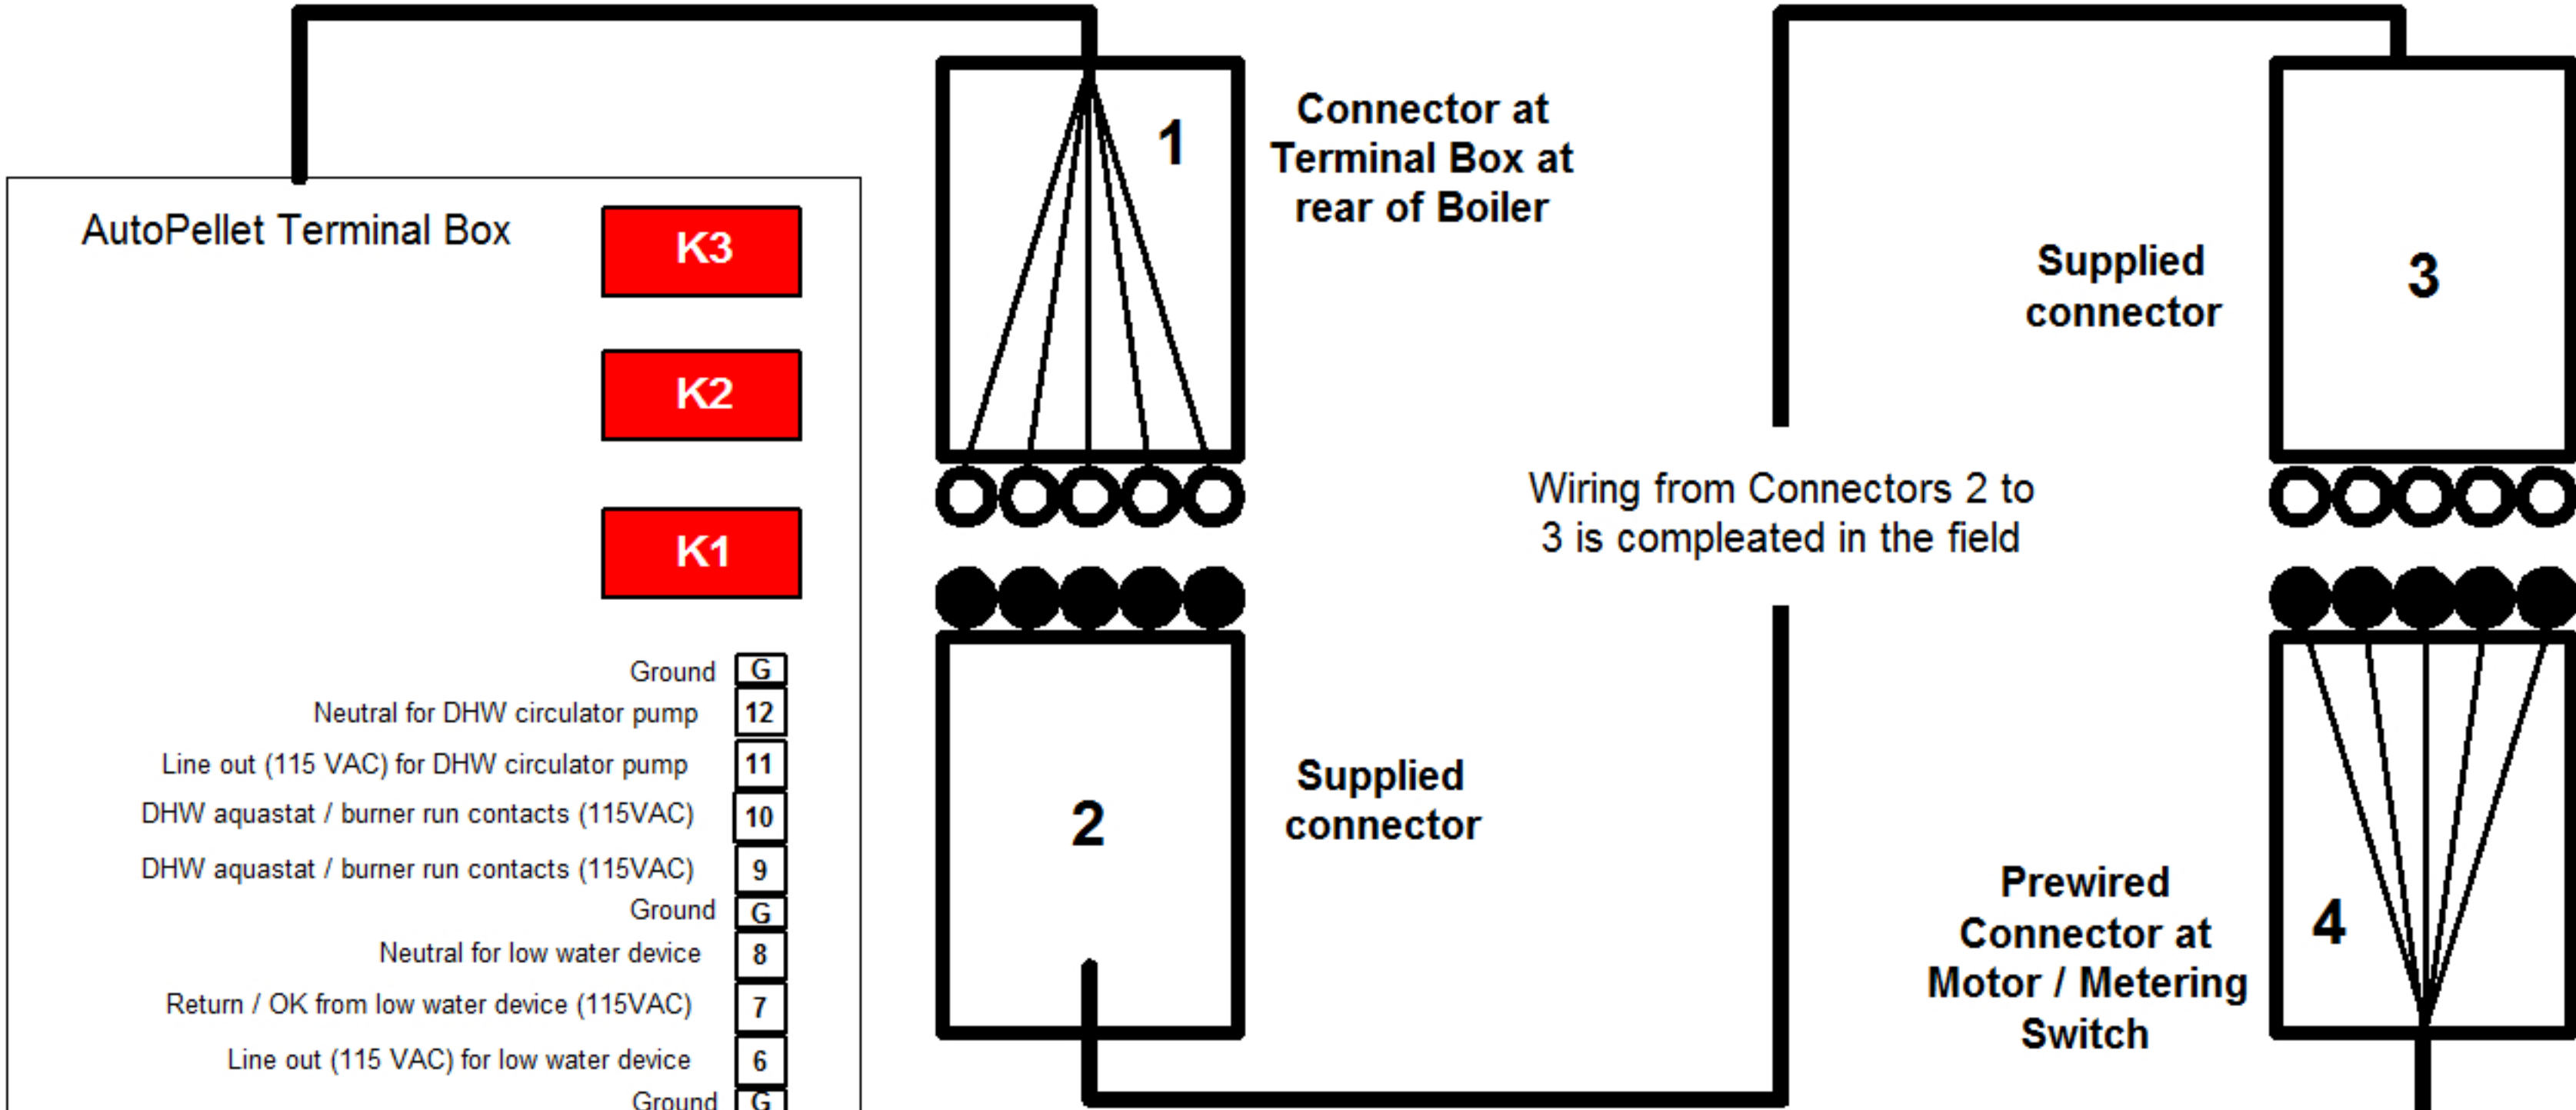 AutoPellet Terminal Box
K3
K2
K1
Ground G
Neutral for DHW circulator pump 12
Line out (115 VAC) for DHW circulator pump 11
DHW aquastat / burner run contacts (115VAC) 10
DHW aquastat / burner run contacts (115VAC) 9
Ground G
Neutral for low water device 8
Return / OK from low water device (115VAC) 7
Line out (115 VAC) for low water device 6
Ground G
1
Connector at
Terminal Box at
rear of Boiler
2
Supplied
connector
Wiring from Connectors 2 to
3 is compleated in the field
Supplied
connector
3
Prewired
Connector at
Motor / Metering
Switch
4